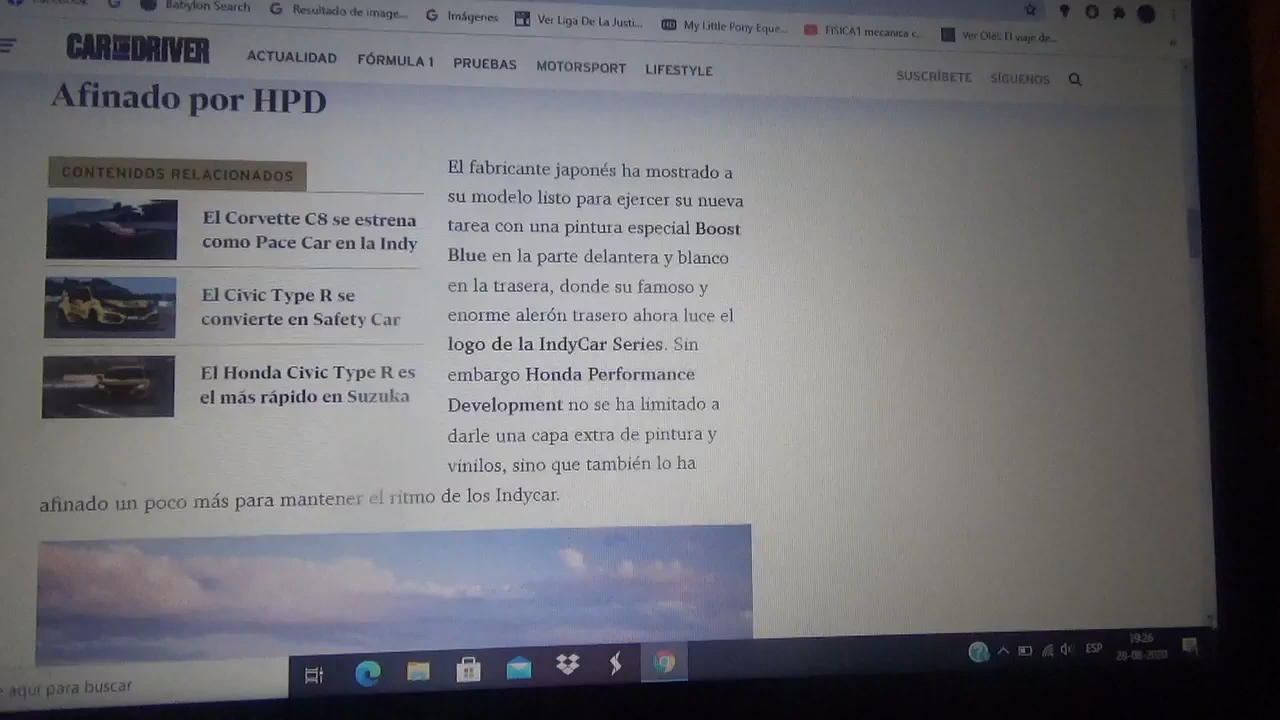 Babylon Search
Resultado de image...
Imágenes
Ver Liga De La Justi...
My Little Pony Eque...
FISICA1 mecanica c...
Ver Olé! El viaje de...
CAR AND DRIVER
ACTUALIDAD
FÓRMULA 1
PRUEBAS
MOTORSPORT
LIFESTYLE
SUSCRÍBETE
SÍGUENOS
Afinado por HPD
CONTENIDOS RELACIONADOS
El Corvette C8 se estrena
como Pace Car en la Indy
El Civic Type R se
convierte en Safety Car
El Honda Civic Type R es
el más rápido en Suzuka
El fabricante japonés ha mostrado a
su modelo listo para ejercer su nueva
tarea con una pintura especial Boost
Blue en la parte delantera y blanco
en la trasera, donde su famoso y
enorme alerón trasero ahora luce el
logo de la IndyCar Series. Sin
embargo Honda Performance
Development no se ha limitado a
darle una capa extra de pintura y
vinilos, sino que también lo ha
afinado un poco más para mantener el ritmo de los Indycar.
aquí para buscar
ESP
19:26
28-08-2020